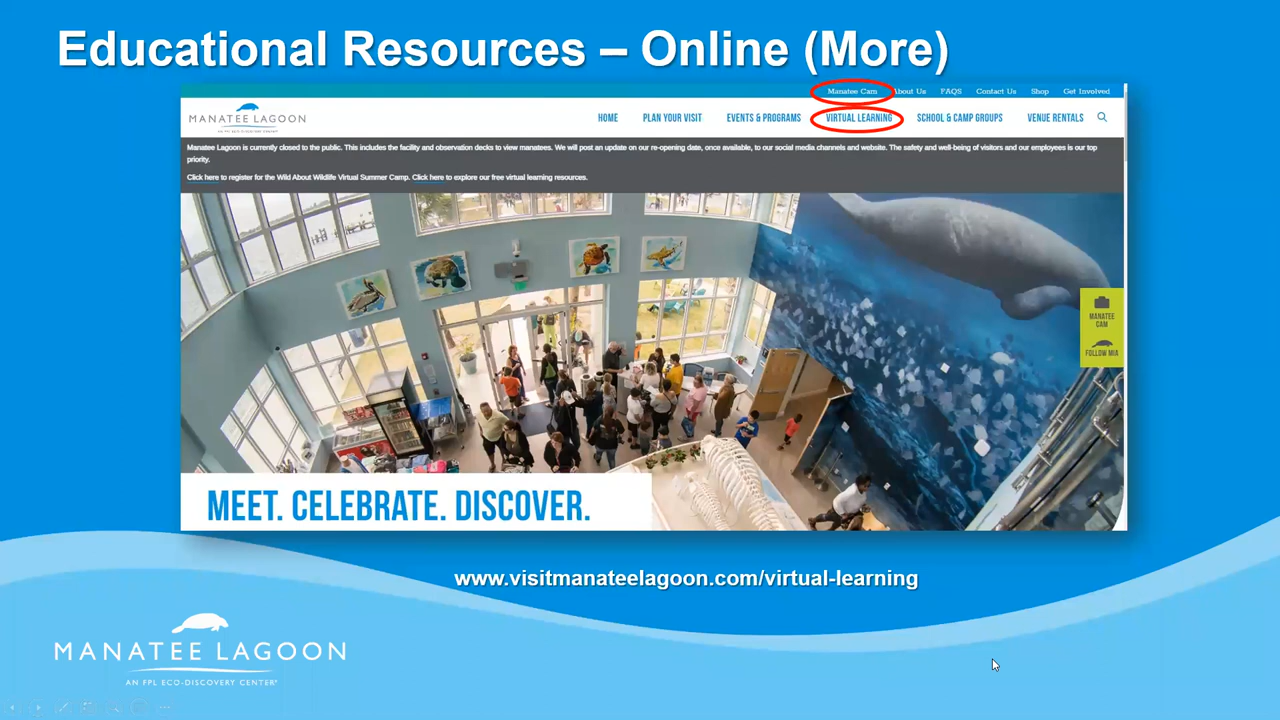 Educational Resources – Online (More)
Manatee Cam About Us FAQS Contact Us Shop Get Involved
MANATEE LAGOON
AN FPL ECO-DISCOVERY CENTER
HOME PLAN YOUR VISIT EVENTS & PROGRAMS VIRTUAL LEARNING SCHOOL & CAMP GROUPS VENUE RENTALS
Manatee Lagoon is currently closed to the public. This includes the facility and observation decks to view manatees. We will post an update on our re-opening date, once available, to our social media channels and website. The safety and well-being of visitors and our employees is our top
priority.
Click here to register for the Wild About Wildlife Virtual Summer Camp. Click here to explore our free virtual learning resources.
MANATEE
CAM
FOLLOW MIA
MEET. CELEBRATE. DISCOVER.
www.visitmanateelagoon.com/virtual-learning
MANATEE LAGOON
AN FPL ECO-DISCOVERY CENTER®